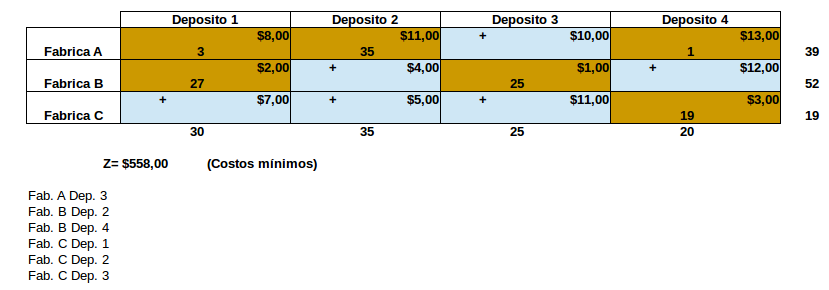 Deposito 1 Deposito 2 Deposito 3 Deposito 4
$8,00 $11,00 + $10,00 $13,00
Fabrica A 3 35 1 39
$2,00 + $4,00 $1,00 + $12,00
Fabrica B 27 25 52
+ $7,00 + $5,00 + $11,00 $3,00
Fabrica C 19 19
30 35 25 20
Z= $558,00 (Costos mínimos)
Fab. A Dep. 3
Fab. B Dep. 2
Fab. B Dep. 4
Fab. C Dep. 1
Fab. C Dep. 2
Fab. C Dep. 3